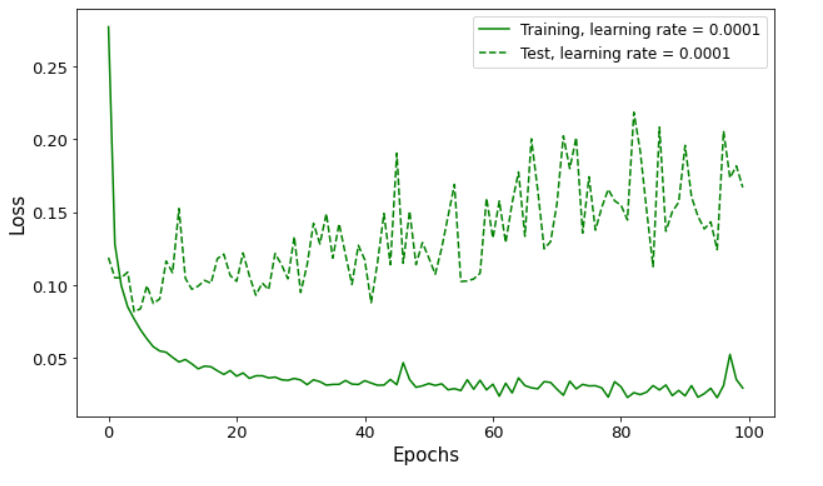 Training, learning rate = 0.0001
Test, learning rate = 0.0001
0.25
0.20
0.15
0.10
0.05
Loss
0 20 40 60 80 100
Epochs